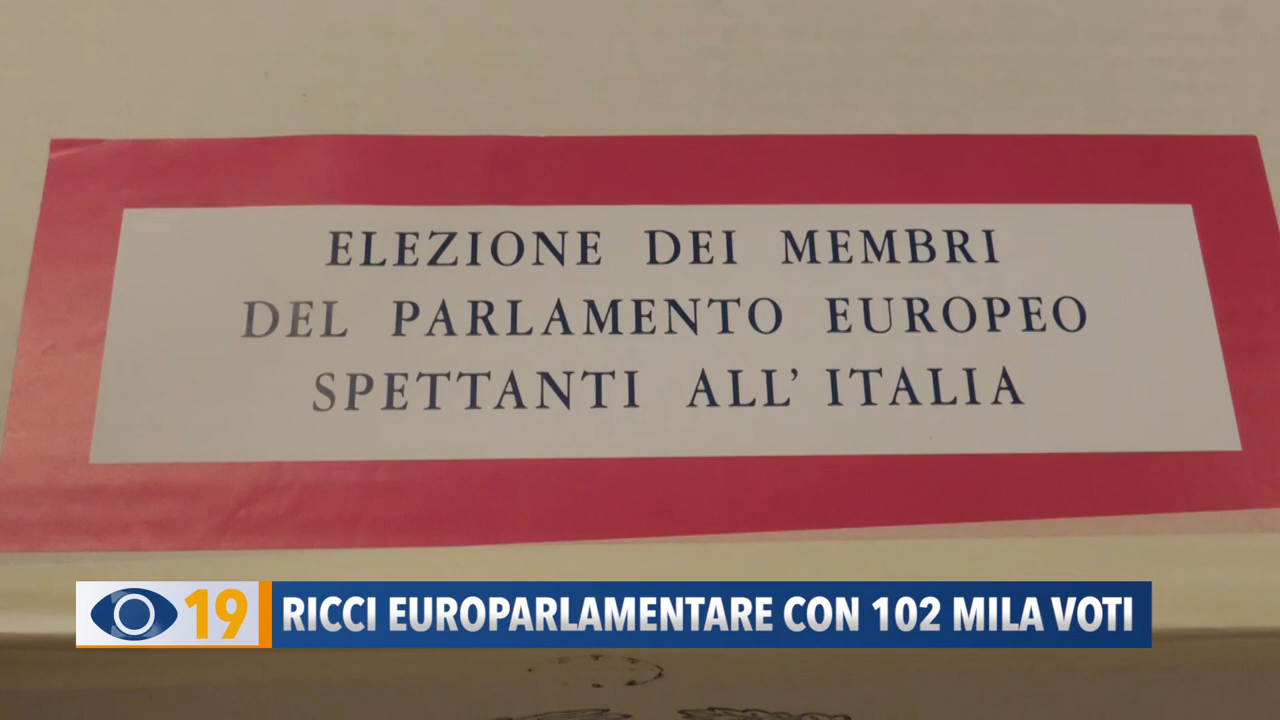 ELEZIONE DEI MEMBRI
DEL PARLAMENTO EUROPEO
SPETTANTI ALL' ITALIA
19 RICCI EUROPARLAMENTARE CON 102 MILA VOTI